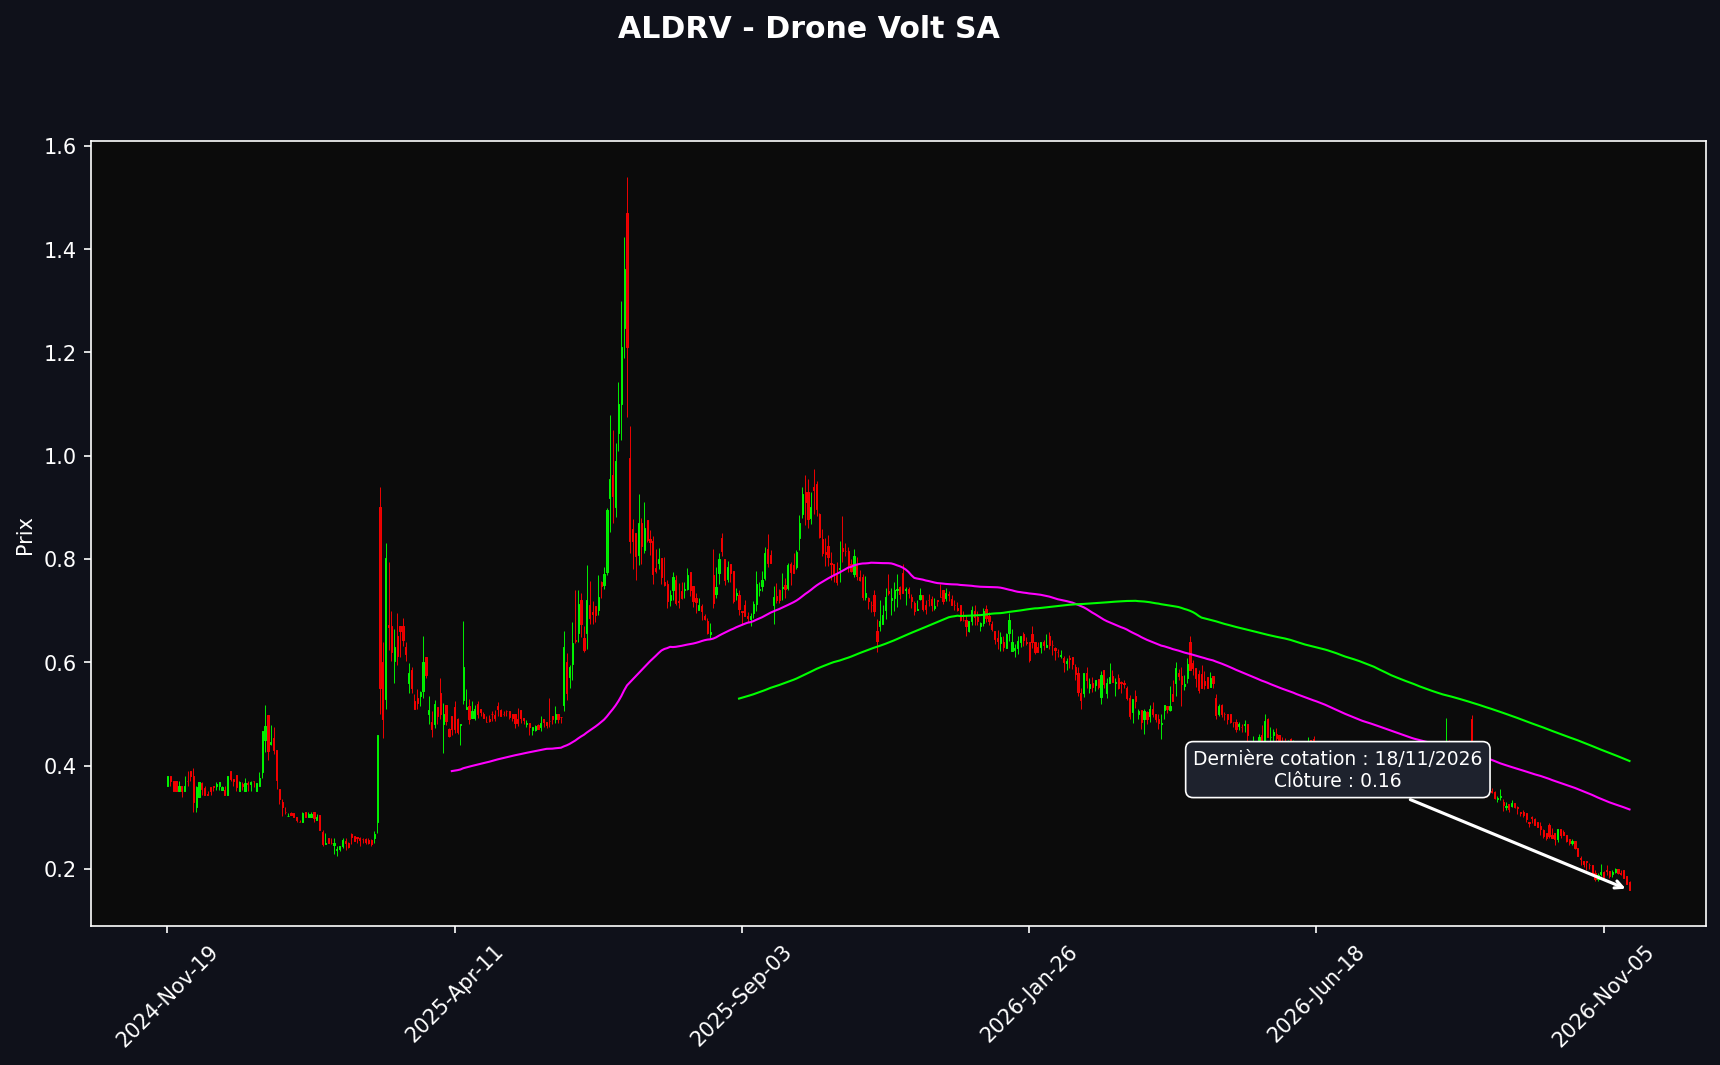 ALDRV - Drone Volt SA
Prix
1.6
1.4
1.2
1.0
0.8
0.6
0.4
0.2
Dernière cotation : 18/11/2026
Clôture : 0.16
2024-Nov-19
2025-Apr-11
2025-Sep-03
2026-Jan-26
2026-Jun-18
2026-Nov-05